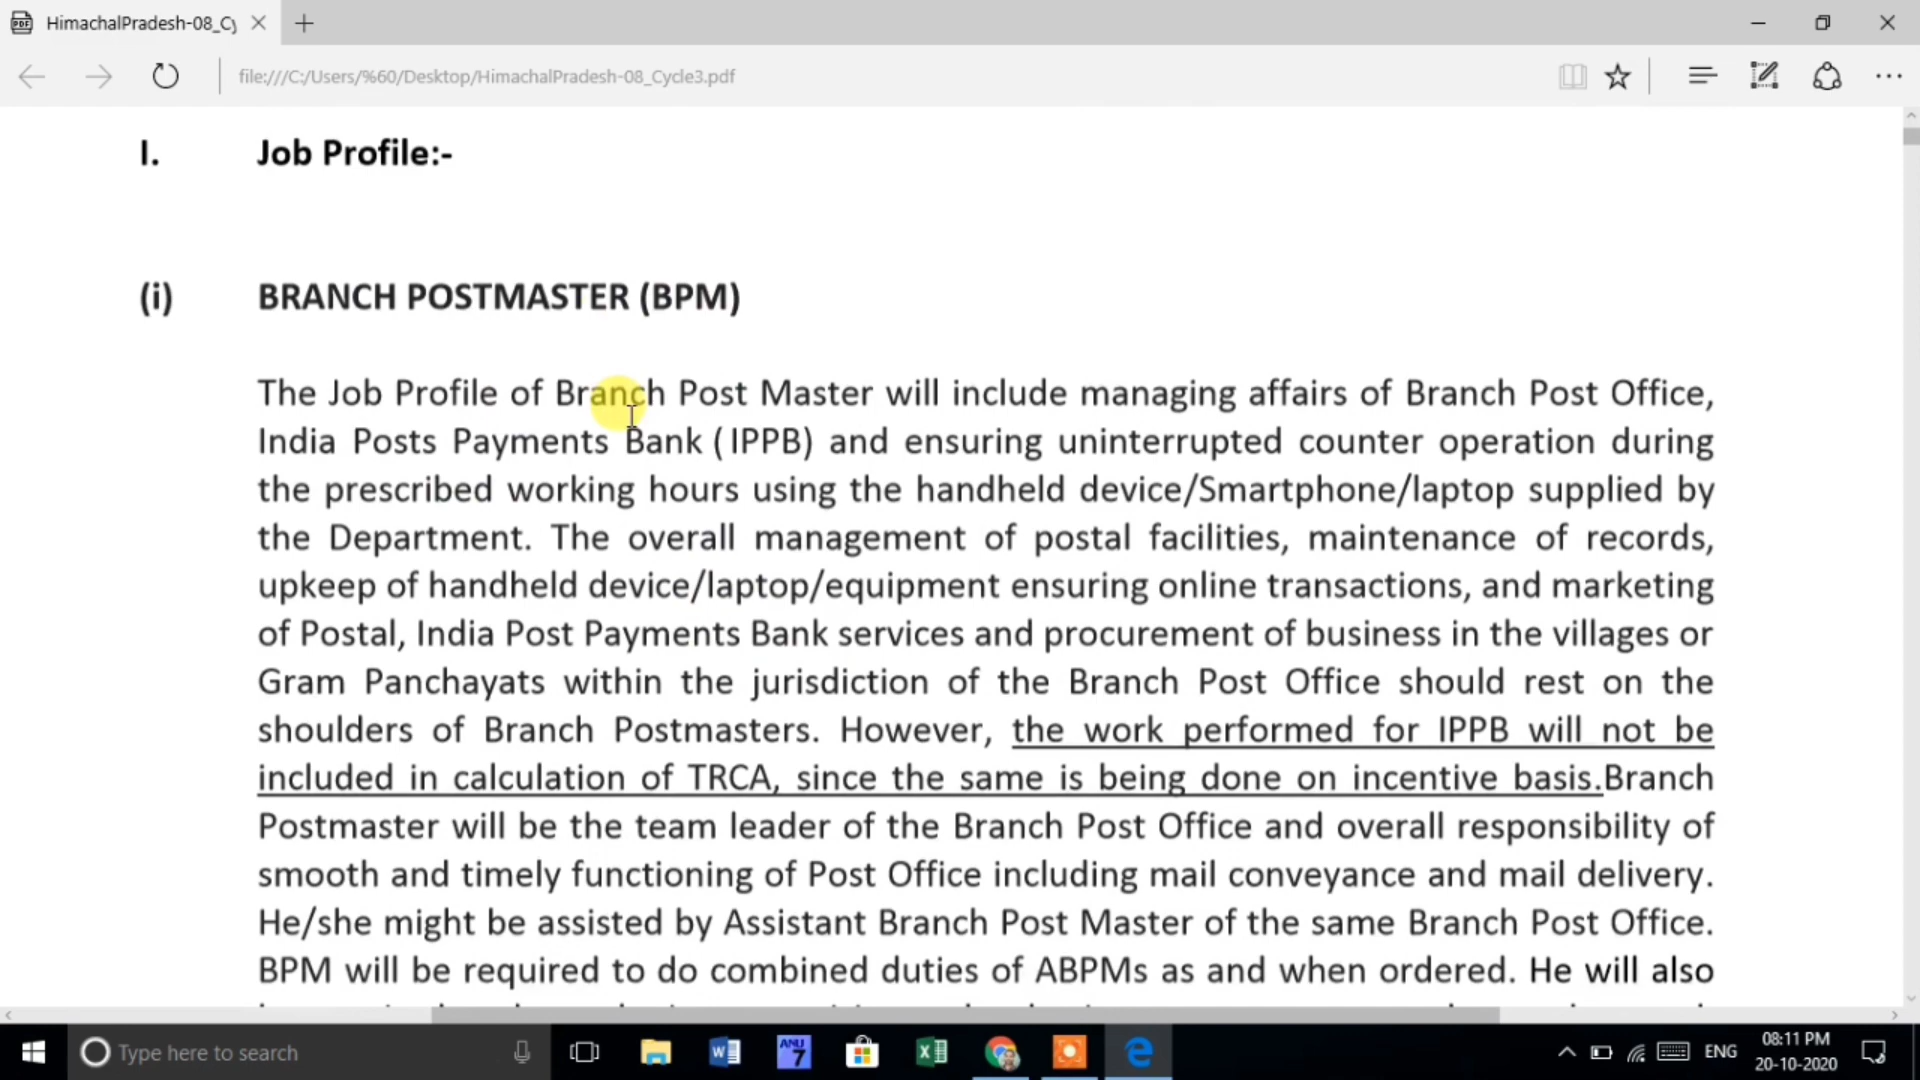 HimachalPradesh-08_Cy
file:///C:/Users/%60/Desktop/HimachalPradesh-08_Cycle3.pdf
I. Job Profile:-
(i) BRANCH POSTMASTER (BPM)
The Job Profile of Branch Post Master will include managing affairs of Branch Post Office,
India Posts Payments Bank ( IPPB) and ensuring uninterrupted counter operation during
the prescribed working hours using the handheld device/Smartphone/laptop supplied by
the Department. The overall management of postal facilities, maintenance of records,
upkeep of handheld device/laptop/equipment ensuring online transactions, and marketing
of Postal, India Post Payments Bank services and procurement of business in the villages or
Gram Panchayats within the jurisdiction of the Branch Post Office should rest on the
shoulders of Branch Postmasters. However, the work performed for IPPB will not be
included in calculation of TRCA, since the same is being done on incentive basis.Branch
Postmaster will be the team leader of the Branch Post Office and overall responsibility of
smooth and timely functioning of Post Office including mail conveyance and mail delivery.
He/she might be assisted by Assistant Branch Post Master of the same Branch Post Office.
BPM will be required to do combined duties of ABPMs as and when ordered. He will also
Type here to search
ANU
7
ENG
08:11 PM
20-10-2020